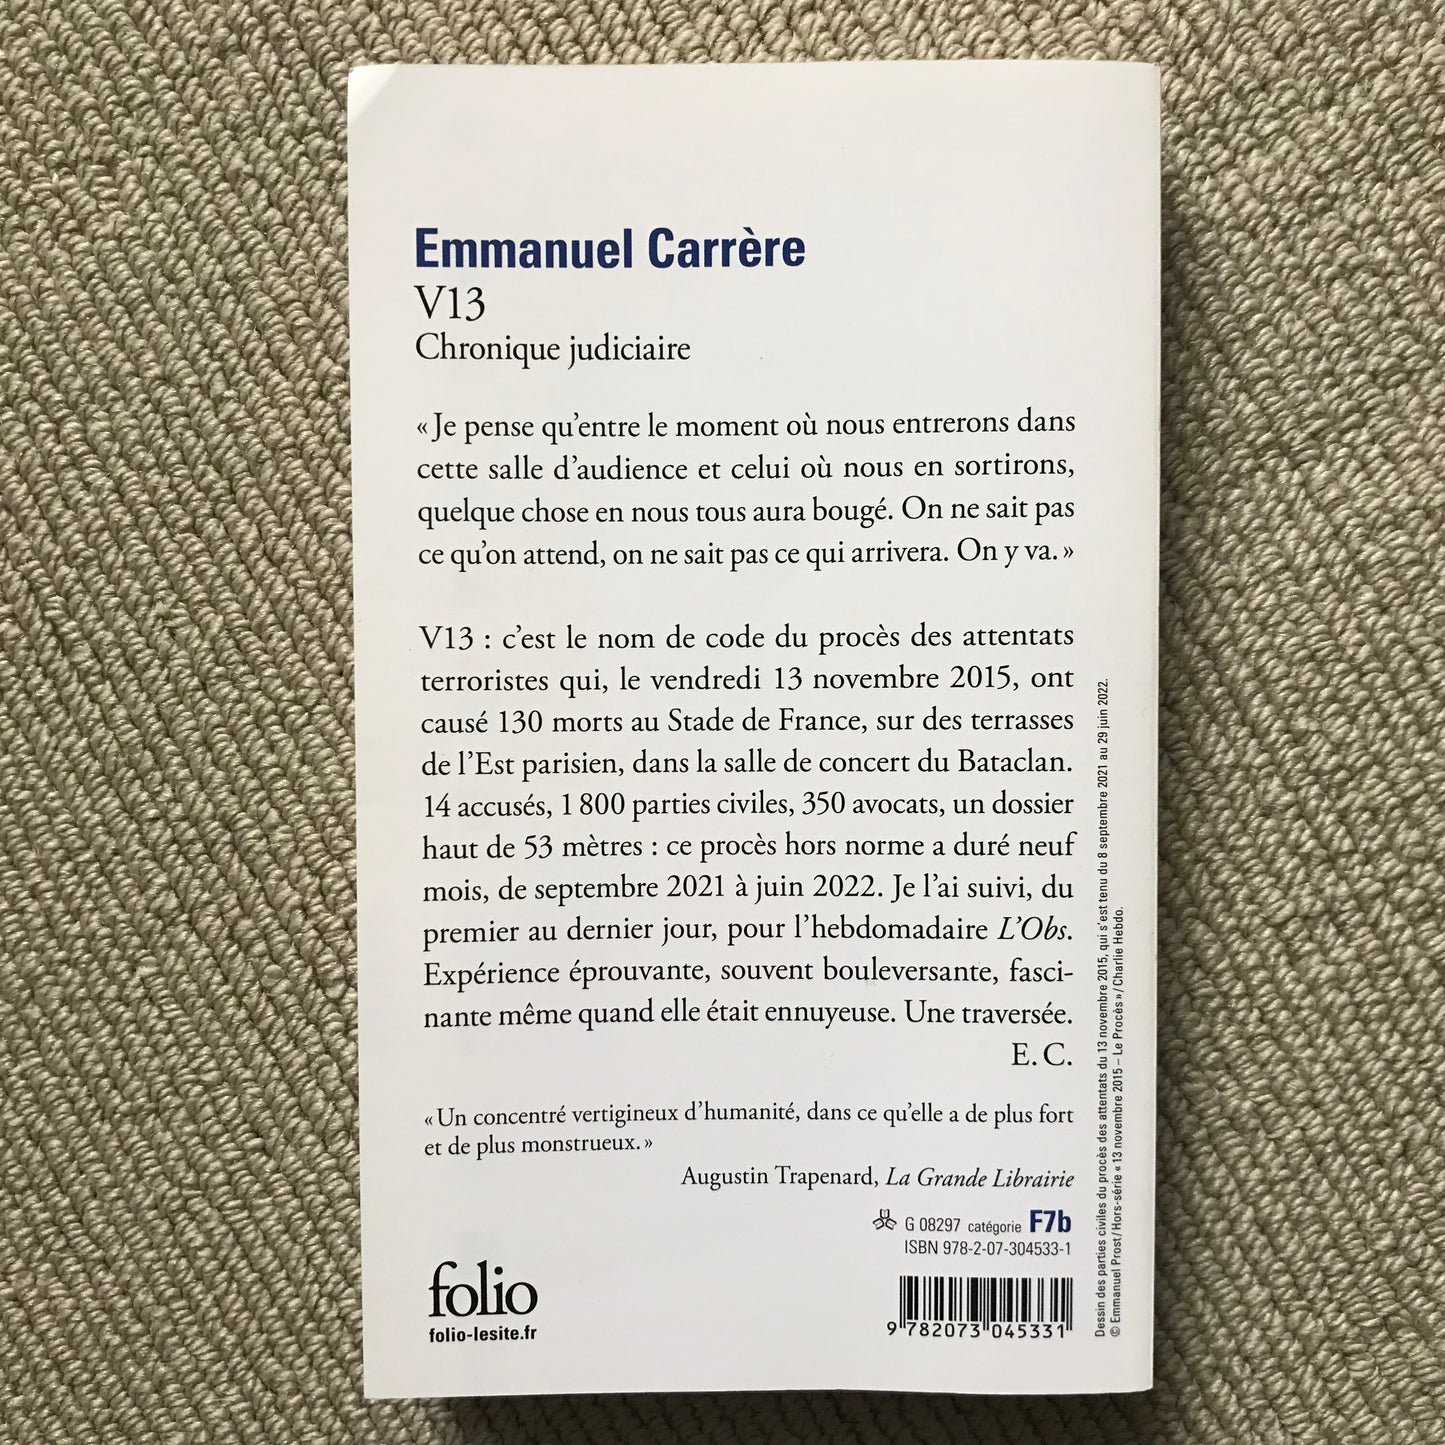 Emmanuel Carrère
V13
Chronique judiciaire
« Je pense qu'entre le moment où nous entrerons dans
cette salle d'audience et celui où nous en sortirons,
quelque chose en nous tous aura bougé. On ne sait pas
ce qu'on attend, on ne sait pas ce qui arrivera. On y va. »
V13 : c'est le nom de code du procès des attentats
terroristes qui, le vendredi 13 novembre 2015, ont
causé 130 morts au Stade de France, sur des terrasses
de l'Est parisien, dans la salle de concert du Bataclan.
14 accusés, 1 800 parties civiles, 350 avocats, un dossier
haut de 53 mètres : ce procès hors norme a duré neuf
mois, de septembre 2021 à juin 2022. Je l'ai suivi, du
premier au dernier jour, pour l'hebdomadaire L'Obs.
Expérience éprouvante, souvent bouleversante, fasci-
nante même quand elle était ennuyeuse. Une traversée.
E. C.
« Un concentré vertigineux d'humanité, dans ce qu'elle a de plus fort
et de plus monstrueux. »
Augustin Trapenard, La Grande Librairie
G 08297 catégorie F7b
ISBN 978-2-07-304533-1
folio
folio-lesite.fr
9 782073 045331
Dessin des parties civiles du procès des attentats du 13 novembre 2015, qui s'est tenu du 8 septembre 2021 au 29 juin 2022.
© Emmanuel Prost / Hors-série « 13 novembre 2015 – Le Procès » / Charlie Hebdo.